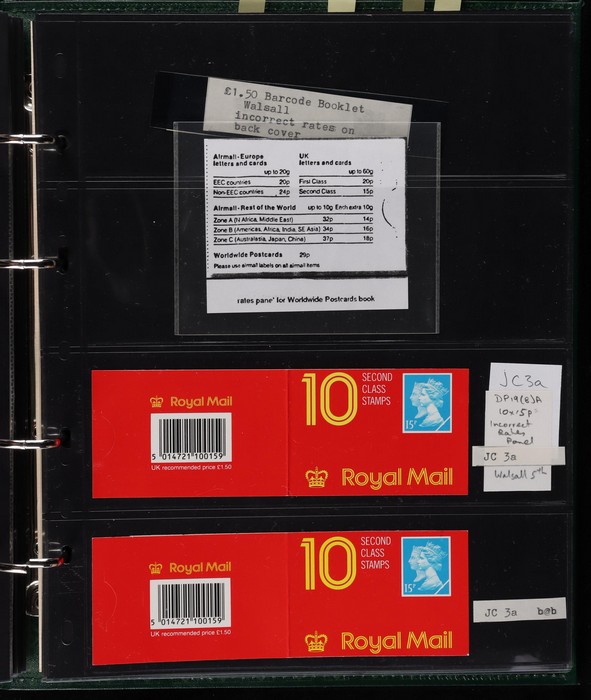 £1.50 Barcode Booklet
Walsall
incorrect rates on
back cover
Airmail-Europe
letters and cards
up to 20g
EEC countries 20p
Non-EEC countries 24p
UK
letters and cards
up to 60g
First Class 20p
Second Class 15p
Airmail-Rest of the World up to 10g Each extra 10g
Zone A (N Africa, Middle East) 32p 14p
Zone B (Americas, Africa, India, SE Asia) 34p 16p
Zone C (Australasia, Japan, China) 37p 18p
Worldwide Postcards 29p
Please use airmail labels on all airmail items
rates pane' for Worldwide Postcards book
Royal Mail
5 014721 100159
UK recommended price £1.50
10 SECOND
CLASS
STAMPS
15P
Royal Mail
JC3a
DP19(E)A
10x15p
Incorrect
Rates
Panel
JC 3a
Walsall 5th
Royal Mail
5 014721 100159
UK recommended price £1.50
10 SECOND
CLASS
STAMPS
15P
Royal Mail
JC 3a b@b